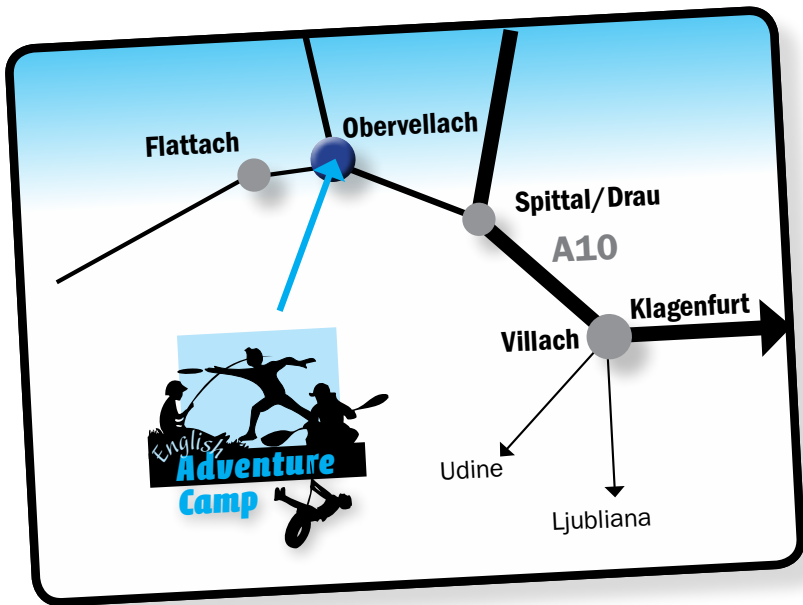 Obervellach
Flattach
Spittal/Drau
A10
Klagenfurt
Villach
English
Adventure
Camp
Udine
Ljubliana